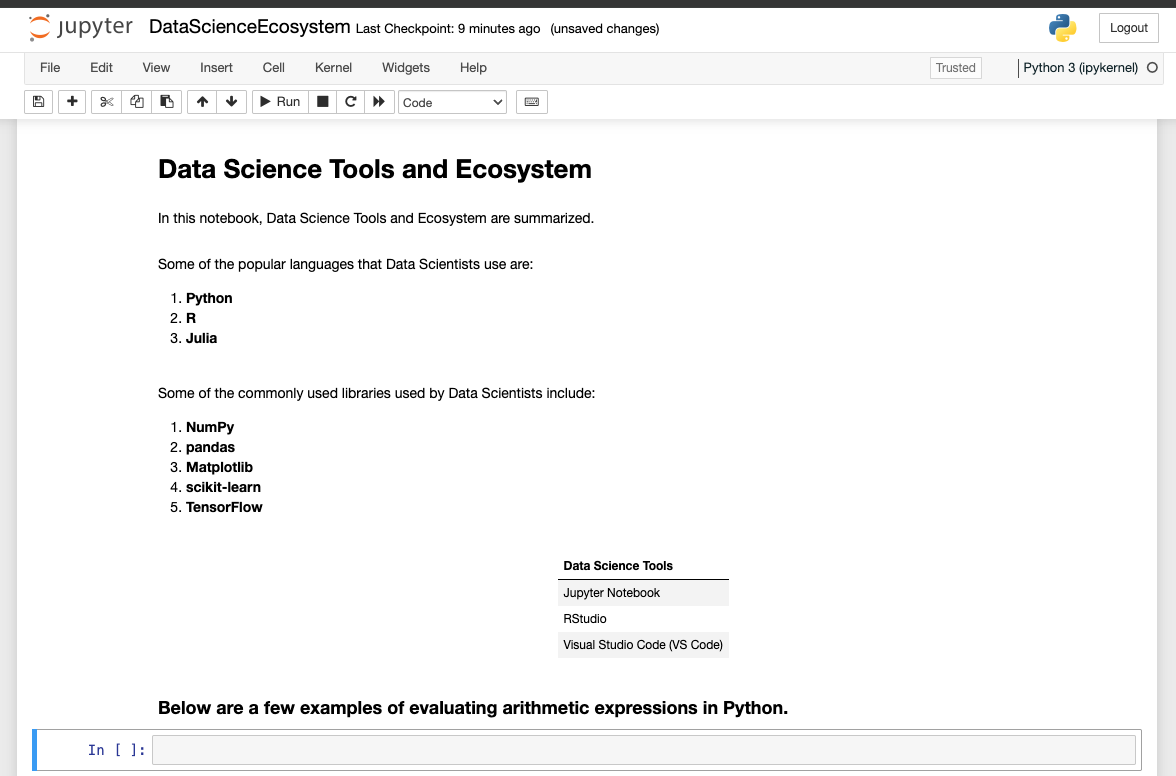 jupyter DataScienceEcosystem Last Checkpoint: 9 minutes ago (unsaved changes) Logout
File Edit View Insert Cell Kernel Widgets Help Trusted Python 3 (ipykernel)
Run Code
Data Science Tools and Ecosystem
In this notebook, Data Science Tools and Ecosystem are summarized.
Some of the popular languages that Data Scientists use are:
1. Python
2. R
3. Julia
Some of the commonly used libraries used by Data Scientists include:
1. NumPy
2. pandas
3. Matplotlib
4. scikit-learn
5. TensorFlow
Data Science Tools
Jupyter Notebook
RStudio
Visual Studio Code (VS Code)
Below are a few examples of evaluating arithmetic expressions in Python.
In [ ]: